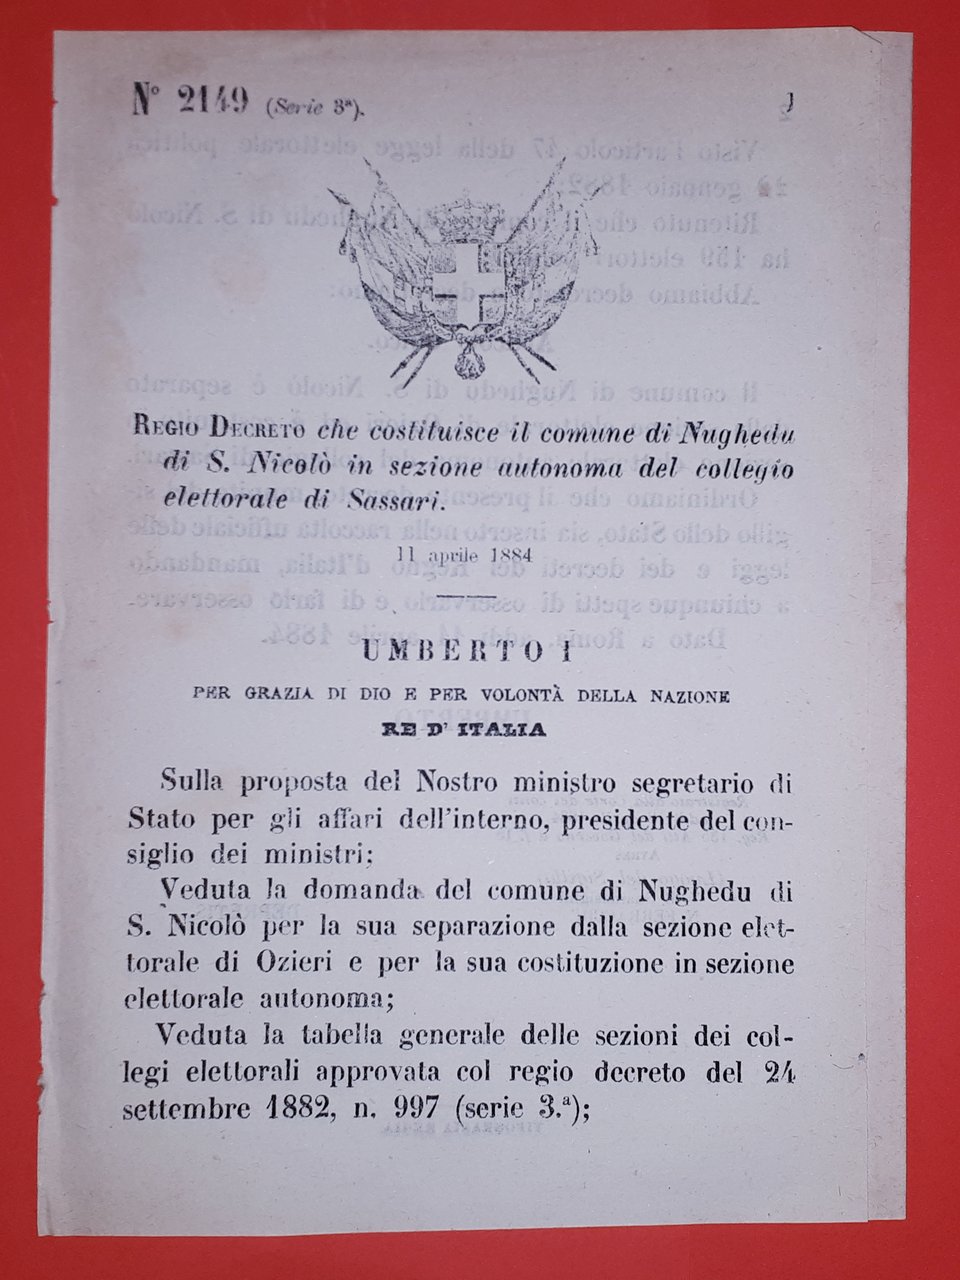 N° 2149 (Serie 3ª).
REGIO DECRETO che costituisce il comune di Nughedu
di S. Nicolò in sezione autonoma del collegio
elettorale di Sassari.
11 aprile 1884
UMBERTO I
PER GRAZIA DI DIO E PER VOLONTÀ DELLA NAZIONE
RE D' ITALIA
Sulla proposta del Nostro ministro segretario di
Stato per gli affari dell'interno, presidente del con-
siglio dei ministri;
Veduta la domanda del comune di Nughedu di
S. Nicolò per la sua separazione dalla sezione elet-
torale di Ozieri e per la sua costituzione in sezione
elettorale autonoma;
Veduta la tabella generale delle sezioni dei col-
legi elettorali approvata col regio decreto del 24
settembre 1882, n. 997 (serie 3.ª);